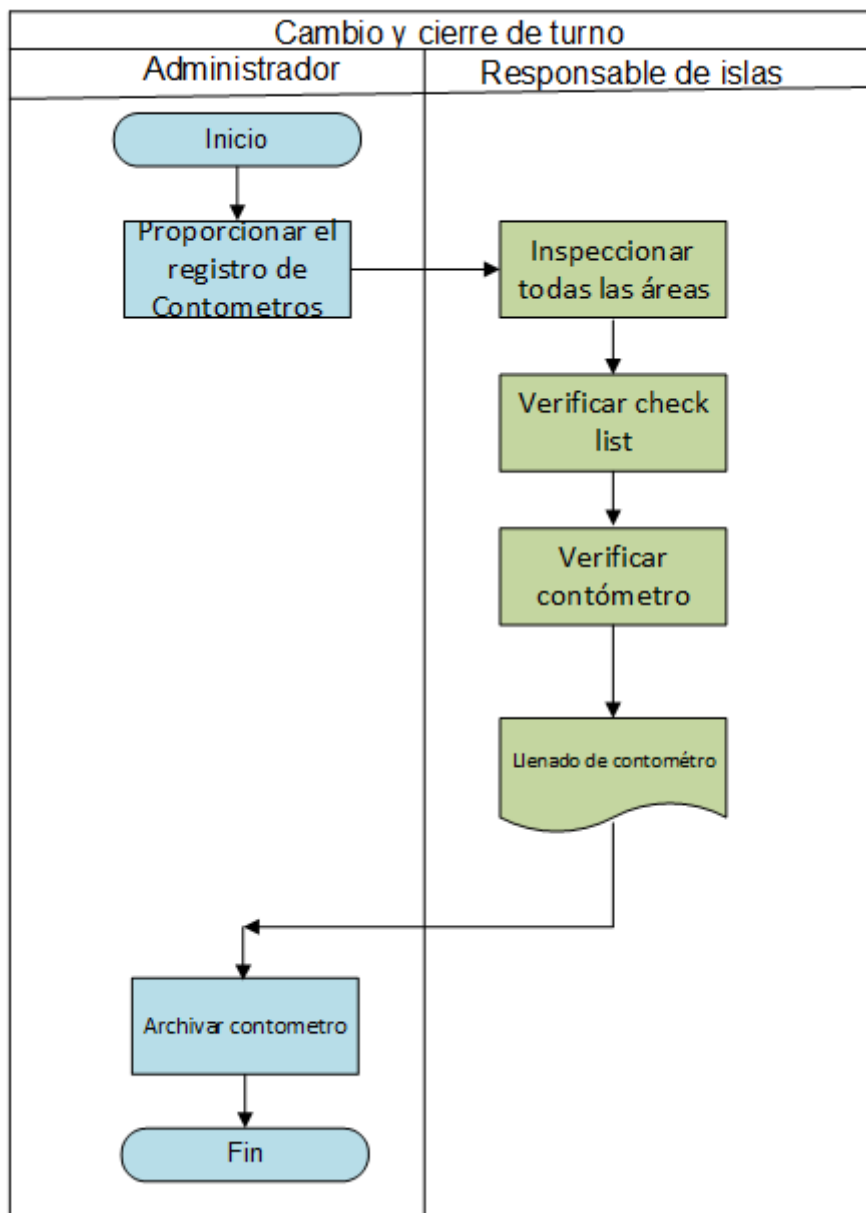 Cambio y cierre de turno
Administrador
Responsable de islas
Inicio
Proporcionar el
registro de
Contometros
Inspeccionar
todas las áreas
Verificar check
list
Verificar
contómetro
Llenado de contométro
Archivar contometro
Fin